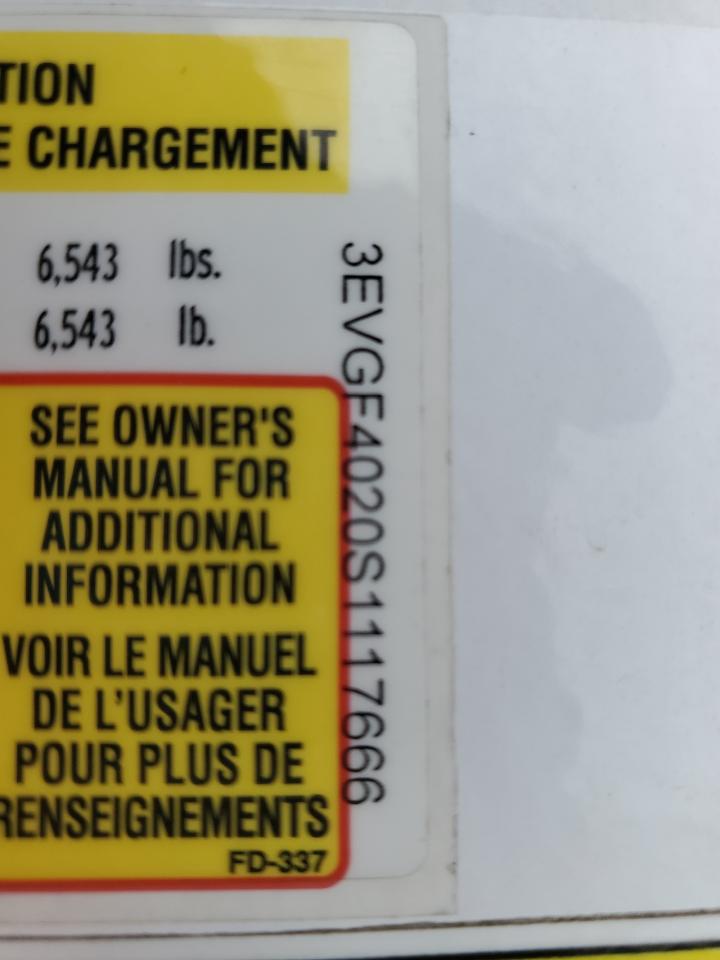 TION
E CHARGEMENT
6,543 lbs.
6,543 lb.
SEE OWNER'S
MANUAL FOR
ADDITIONAL
INFORMATION
VOIR LE MANUEL
DE L'USAGER
POUR PLUS DE
RENSEIGNEMENTS
FD-337
3EVGF4020S1117666